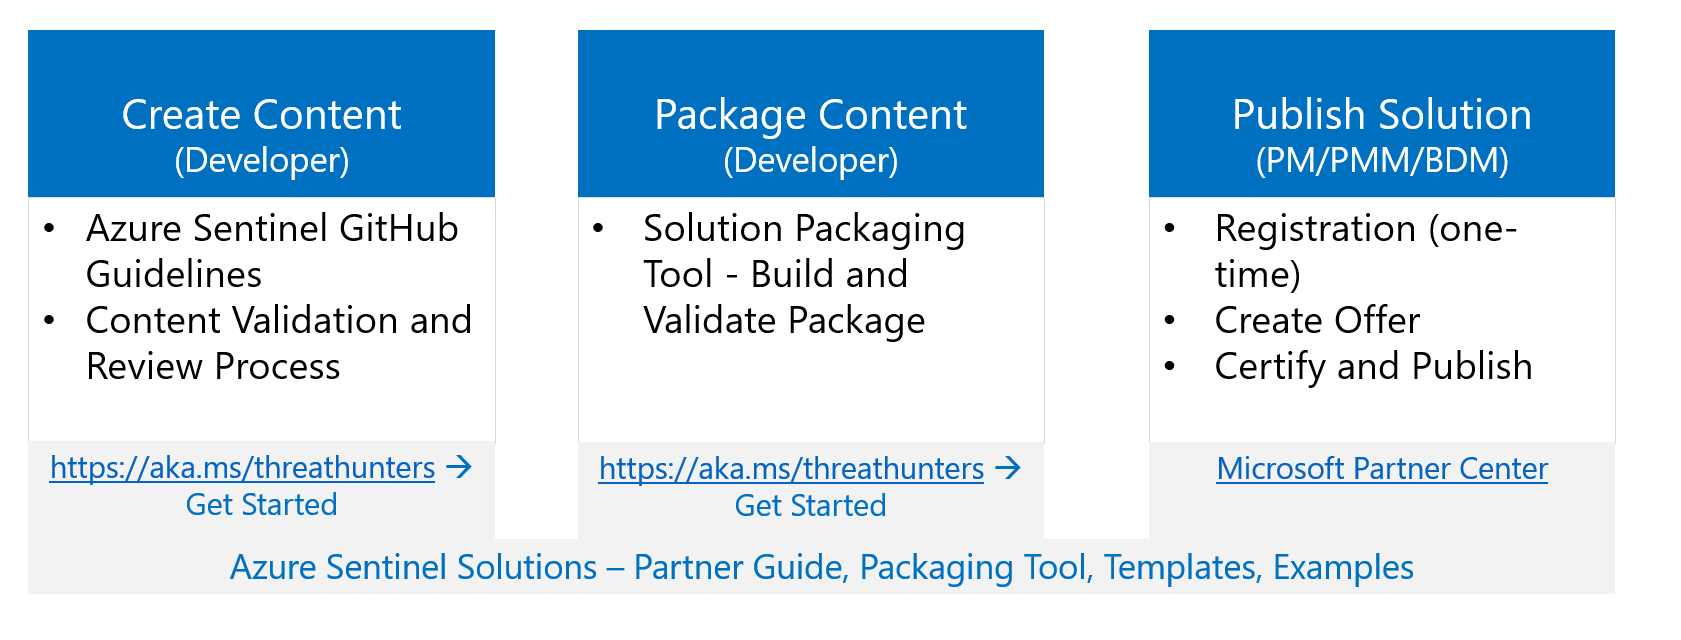 Create Content
(Developer)
• Azure Sentinel GitHub
Guidelines
• Content Validation and
Review Process
https://aka.ms/threathunters →
Get Started
Package Content
(Developer)
• Solution Packaging
Tool - Build and
Validate Package
https://aka.ms/threathunters →
Get Started
Publish Solution
(PM/PMM/BDM)
• Registration (one-
time)
• Create Offer
• Certify and Publish
Microsoft Partner Center
Azure Sentinel Solutions – Partner Guide, Packaging Tool, Templates, Examples